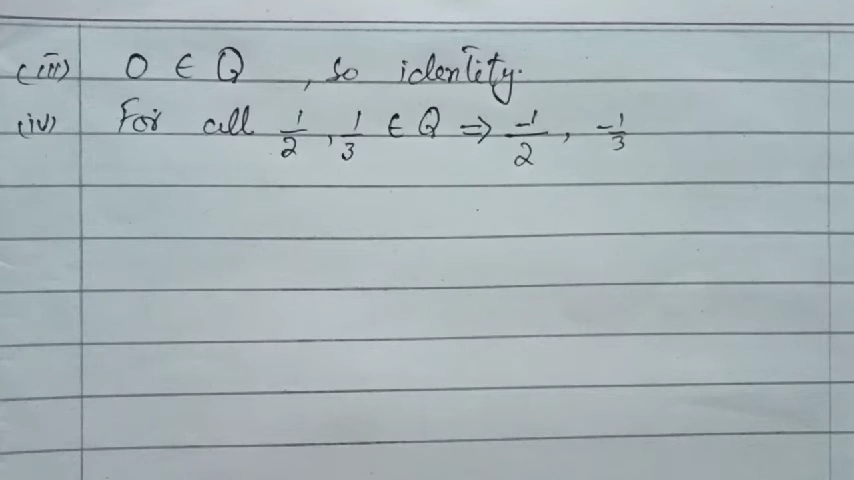 (iii) 0 ∈ Q , so identity.
(iv) For all 1/2 , 1/3 ∈ Q ⇒ -1/2 , -1/3